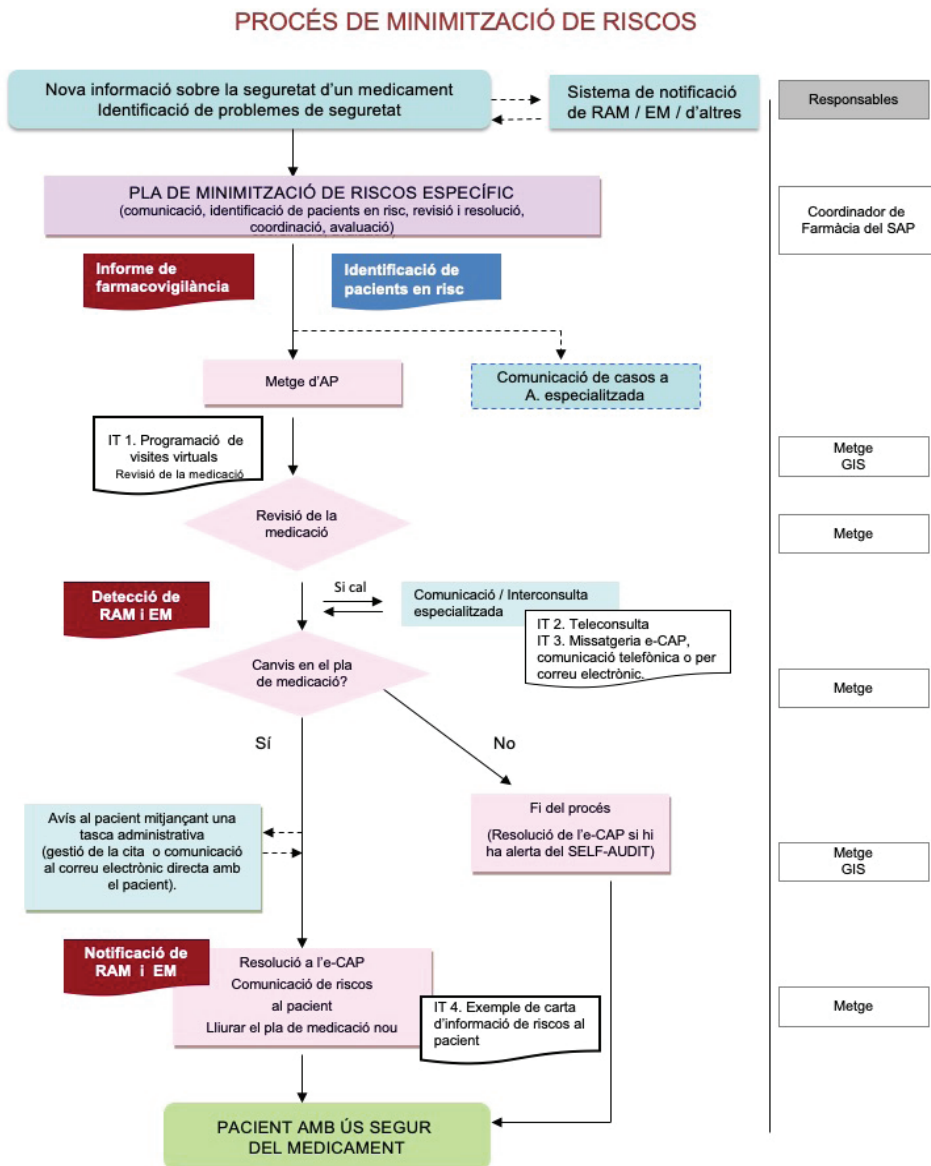 PROCÉS DE MINIMITZACIÓ DE RISCOS
Nova informació sobre la seguretat d'un medicament
Identificació de problemes de seguretat
Sistema de notificació
de RAM / EM / d'altres
Responsables
PLA DE MINIMITZACIÓ DE RISCOS ESPECÍFIC
(comunicació, identificació de pacients en risc, revisió i resolució,
coordinació, avaluació)
Coordinador de
Farmàcia del SAP
Informe de
farmacovigilància
Identificació de
pacients en risc
Metge d'AP
Comunicació de casos a
A. especialitzada
IT 1. Programació de
visites virtuals
Revisió de la medicació
Metge
GIS
Revisió de la
medicació
Metge
Detecció de
RAM i EM
Si cal
Comunicació / Interconsulta
especialitzada
IT 2. Teleconsulta
IT 3. Missatgeria e-CAP,
comunicació telefònica o per
correu electrònic.
Canvis en el pla
de medicació?
Metge
Sí
No
Avís al pacient mitjançant una
tasca administrativa
(gestió de la cita o comunicació
al correu electrònic directa amb
el pacient).
Fi del procés
(Resolució de l'e-CAP si hi
ha alerta del SELF-AUDIT)
Metge
GIS
Notificació de
RAM i EM
Resolució a l'e-CAP
Comunicació de riscos
al pacient
Lliurar el pla de medicació nou
IT 4. Exemple de carta
d'informació de riscos al
pacient
Metge
PACIENT AMB ÚS SEGUR
DEL MEDICAMENT